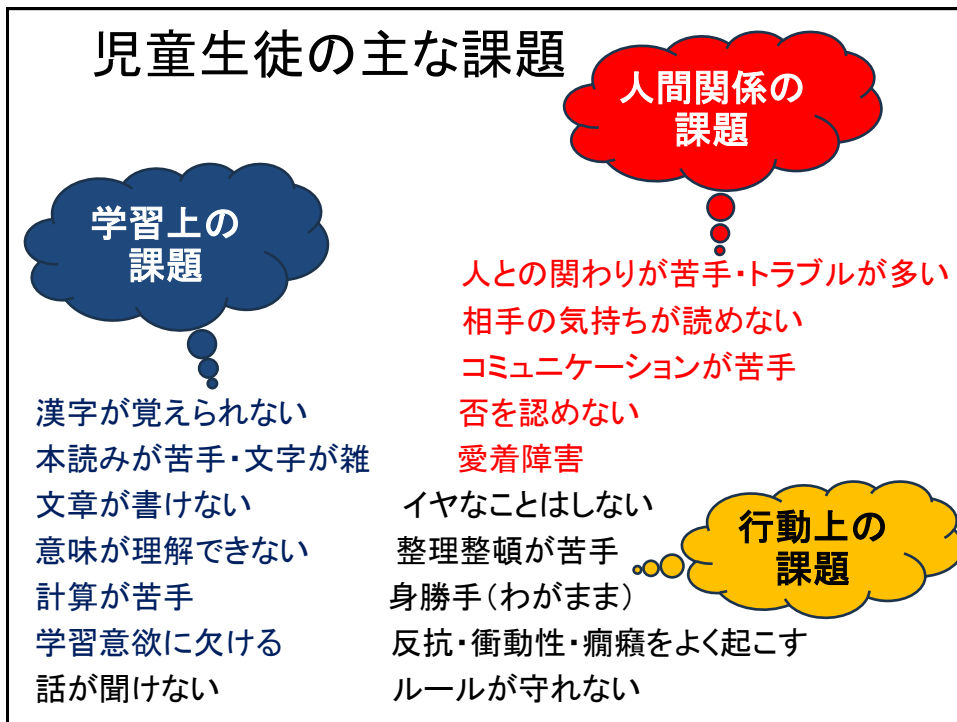 児童生徒の主な課題
人間関係の
課題
人との関わりが苦手・トラブルが多い
相手の気持ちが読めない
コミュニケーションが苦手
否を認めない
愛着障害
学習上の
課題
漢字が覚えられない
本読みが苦手・文字が雑
文章が書けない
意味が理解できない
計算が苦手
学習意欲に欠ける
話が聞けない
行動上の
課題
イヤなことはしない
整理整頓が苦手
身勝手（わがまま）
反抗・衝動性・癇癪をよく起こす
ルールが守れない